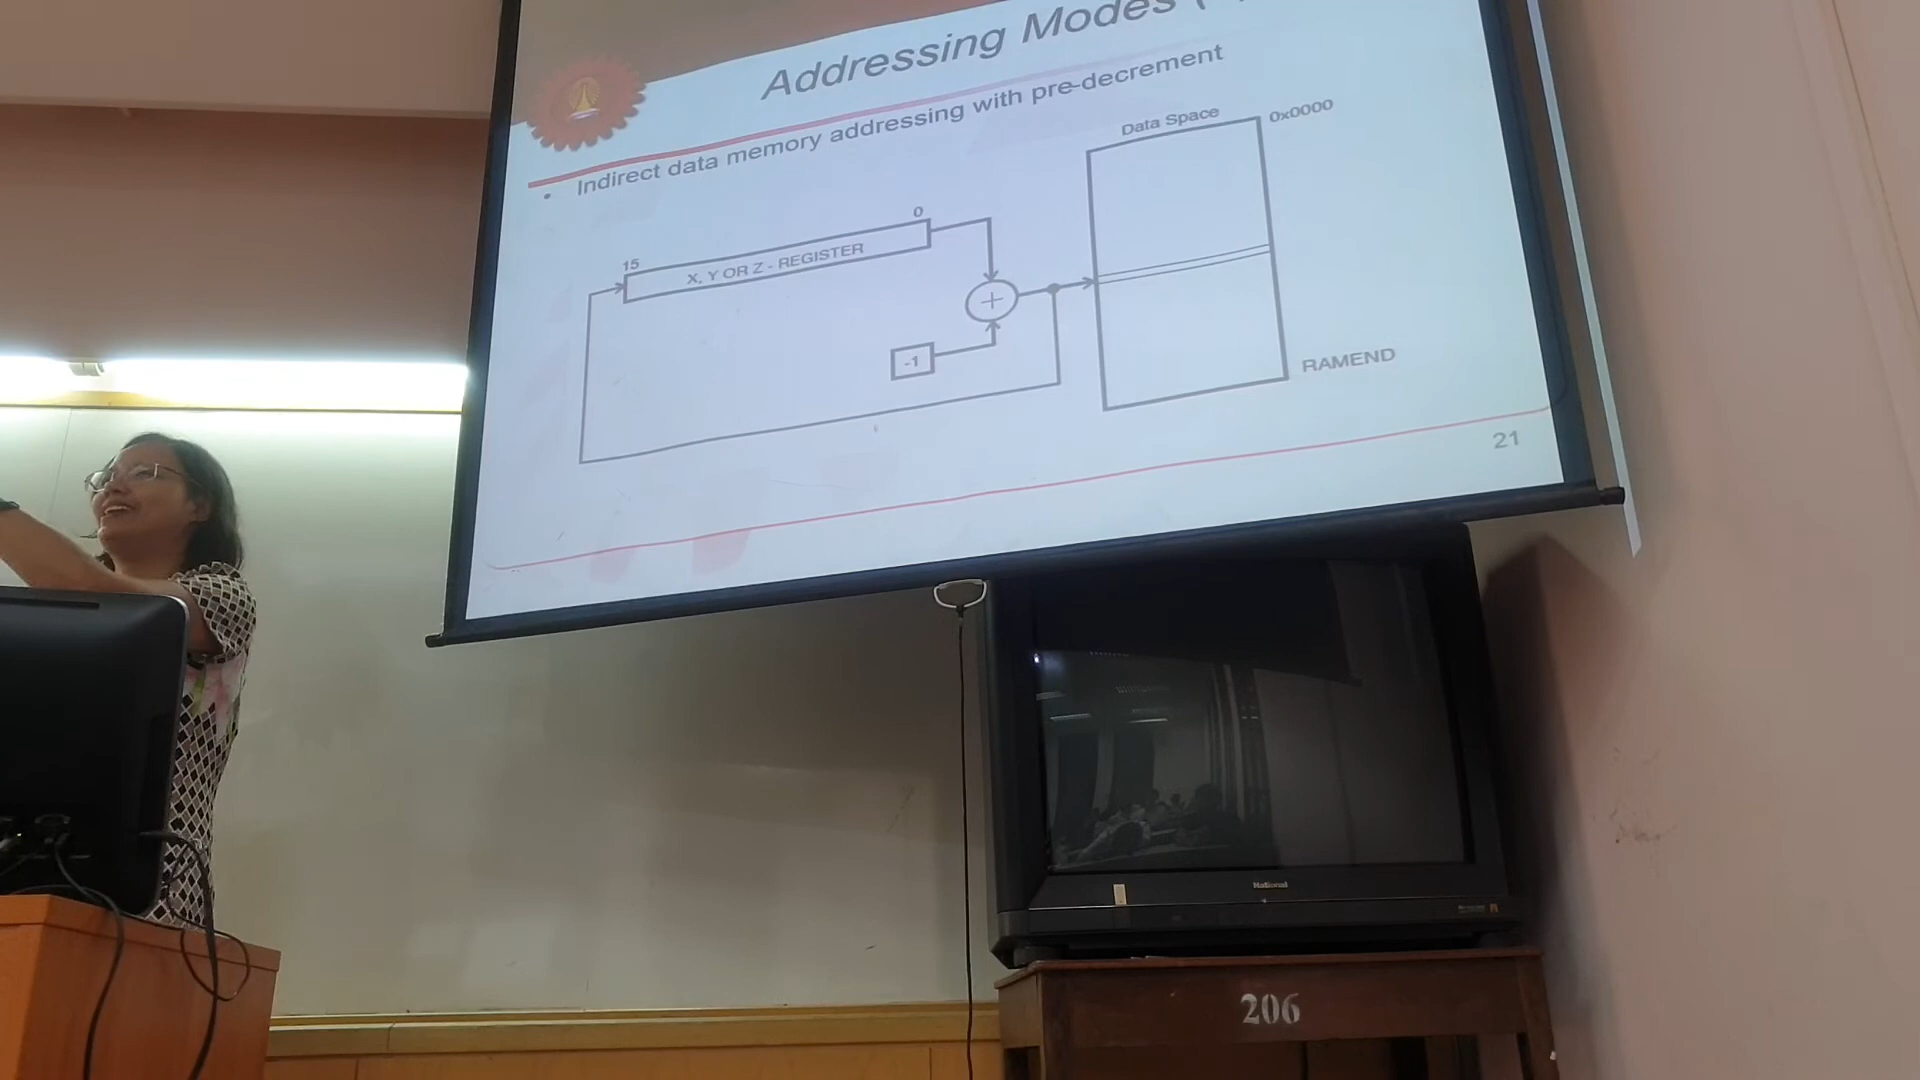 Addressing Modes
• Indirect data memory addressing with pre-decrement
Data Space
0x0000
15
0
X, Y OR Z - REGISTER
+
-1
RAMEND
21
National
206